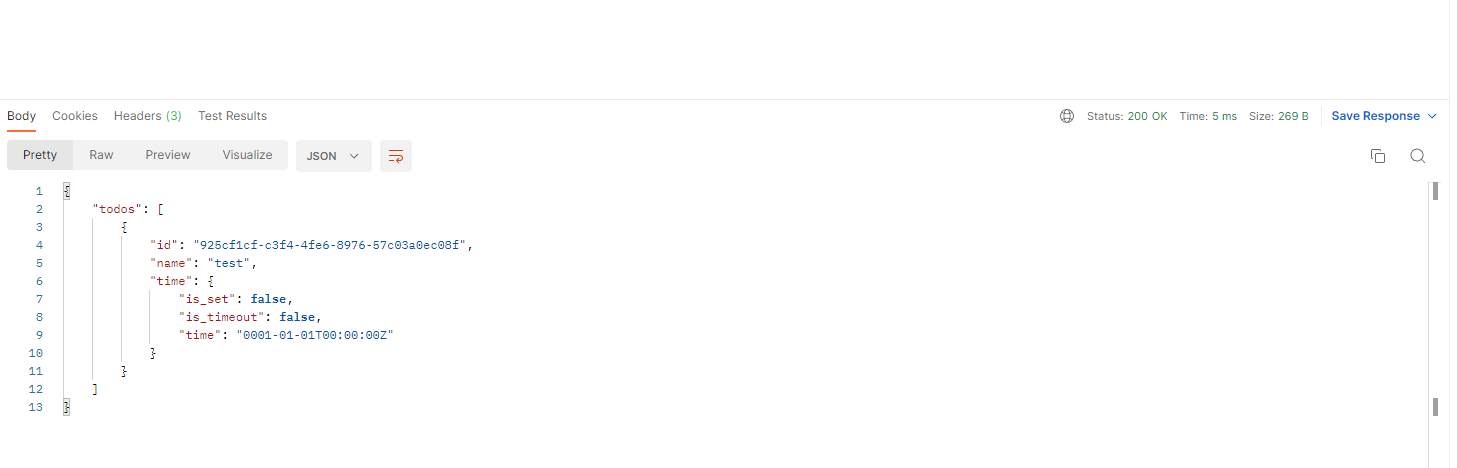 Body Cookies Headers (3) Test Results Status: 200 OK Time: 5 ms Size: 269 B Save Response
Pretty Raw Preview Visualize JSON
1 {
2 "todos": [
3 {
4 "id": "925cf1cf-c3f4-4fe6-8976-57c03a0ec08f",
5 "name": "test",
6 "time": {
7 "is_set": false,
8 "is_timeout": false,
9 "time": "0001-01-01T00:00:00Z"
10 }
11 }
12 ]
13 }